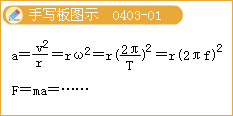 手写板图示 0403-01
a=v²/r=rω²=r(2π/T)²=r(2πf)²
F=ma=……